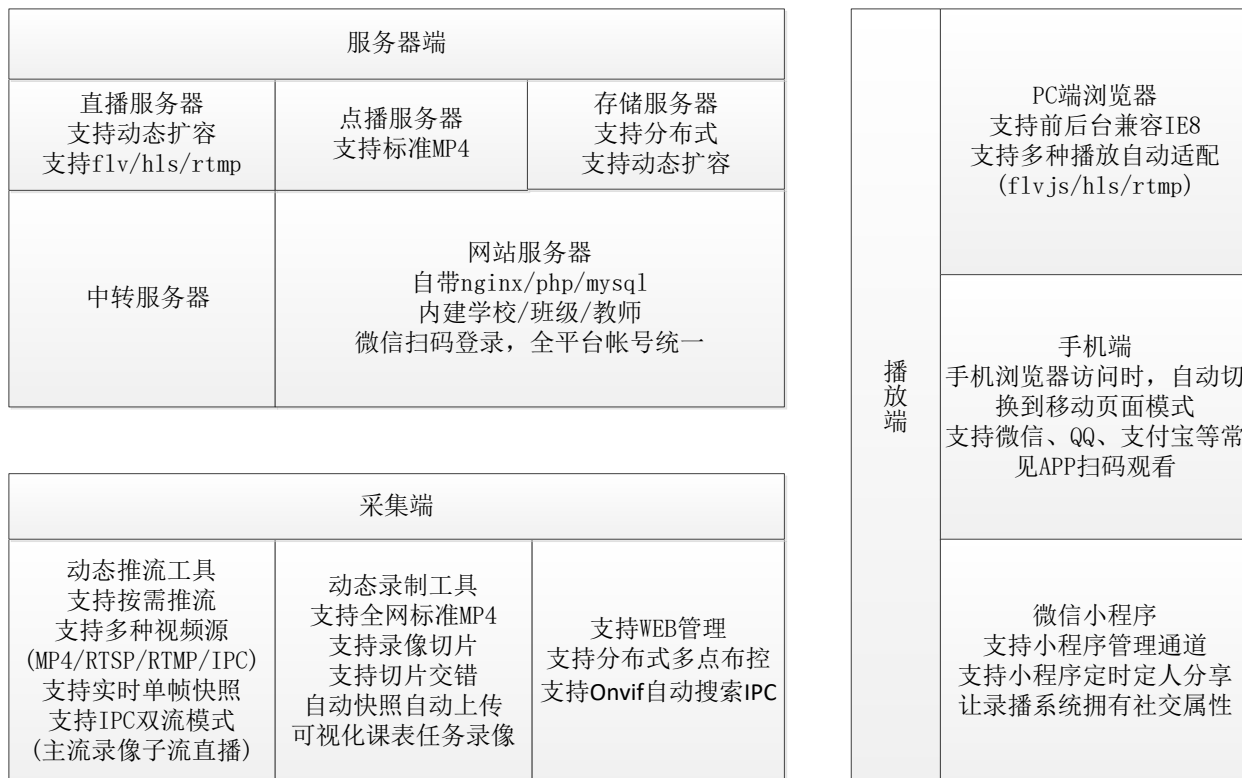 服务器端
直播服务器
支持动态扩容
支持flv/hls/rtmp
点播服务器
支持标准MP4
存储服务器
支持分布式
支持动态扩容
中转服务器
网站服务器
自带nginx/php/mysql
内建学校/班级/教师
微信扫码登录，全平台帐号统一
采集端
动态推流工具
支持按需推流
支持多种视频源
(MP4/RTSP/RTMP/IPC)
支持实时单帧快照
支持IPC双流模式
(主流录像子流直播)
动态录制工具
支持全网标准MP4
支持录像切片
支持切片交错
自动快照自动上传
可视化课表任务录像
支持WEB管理
支持分布式多点布控
支持Onvif自动搜索IPC
播放端
PC端浏览器
支持前后台兼容IE8
支持多种播放自动适配
(flvjs/hls/rtmp)
手机端
手机浏览器访问时，自动切
换到移动页面模式
支持微信、QQ、支付宝等常
见APP扫码观看
微信小程序
支持小程序管理通道
支持小程序定时定人分享
让录播系统拥有社交属性